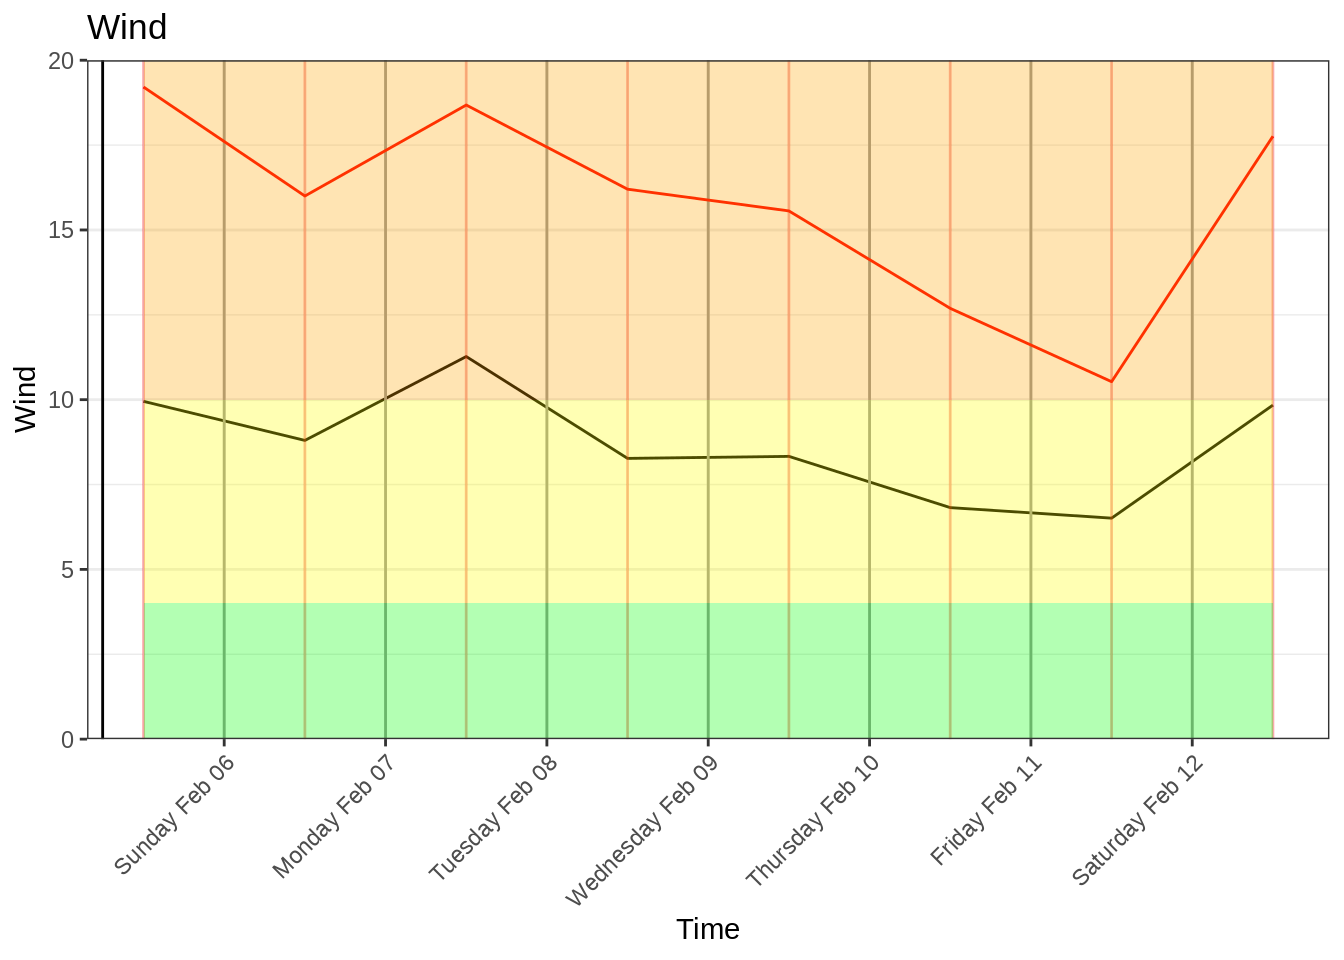 Wind
20
15
10
5
0
Wind
Sunday Feb 06
Monday Feb 07
Tuesday Feb 08
Wednesday Feb 09
Thursday Feb 10
Friday Feb 11
Saturday Feb 12
Time